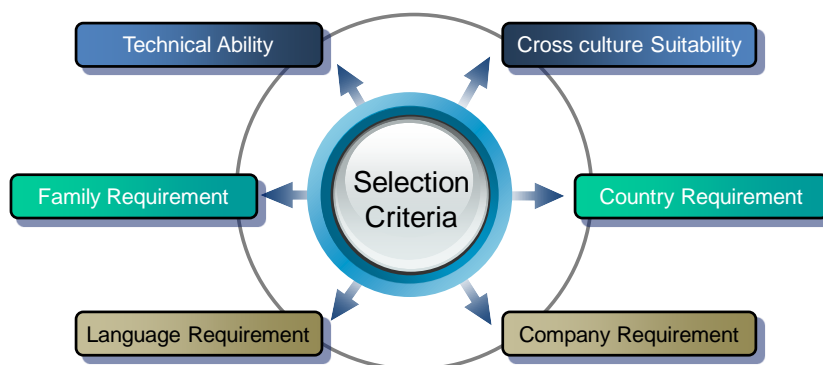 Technical Ability
Cross culture Suitability
Family Requirement
Selection
Criteria
Country Requirement
Language Requirement
Company Requirement